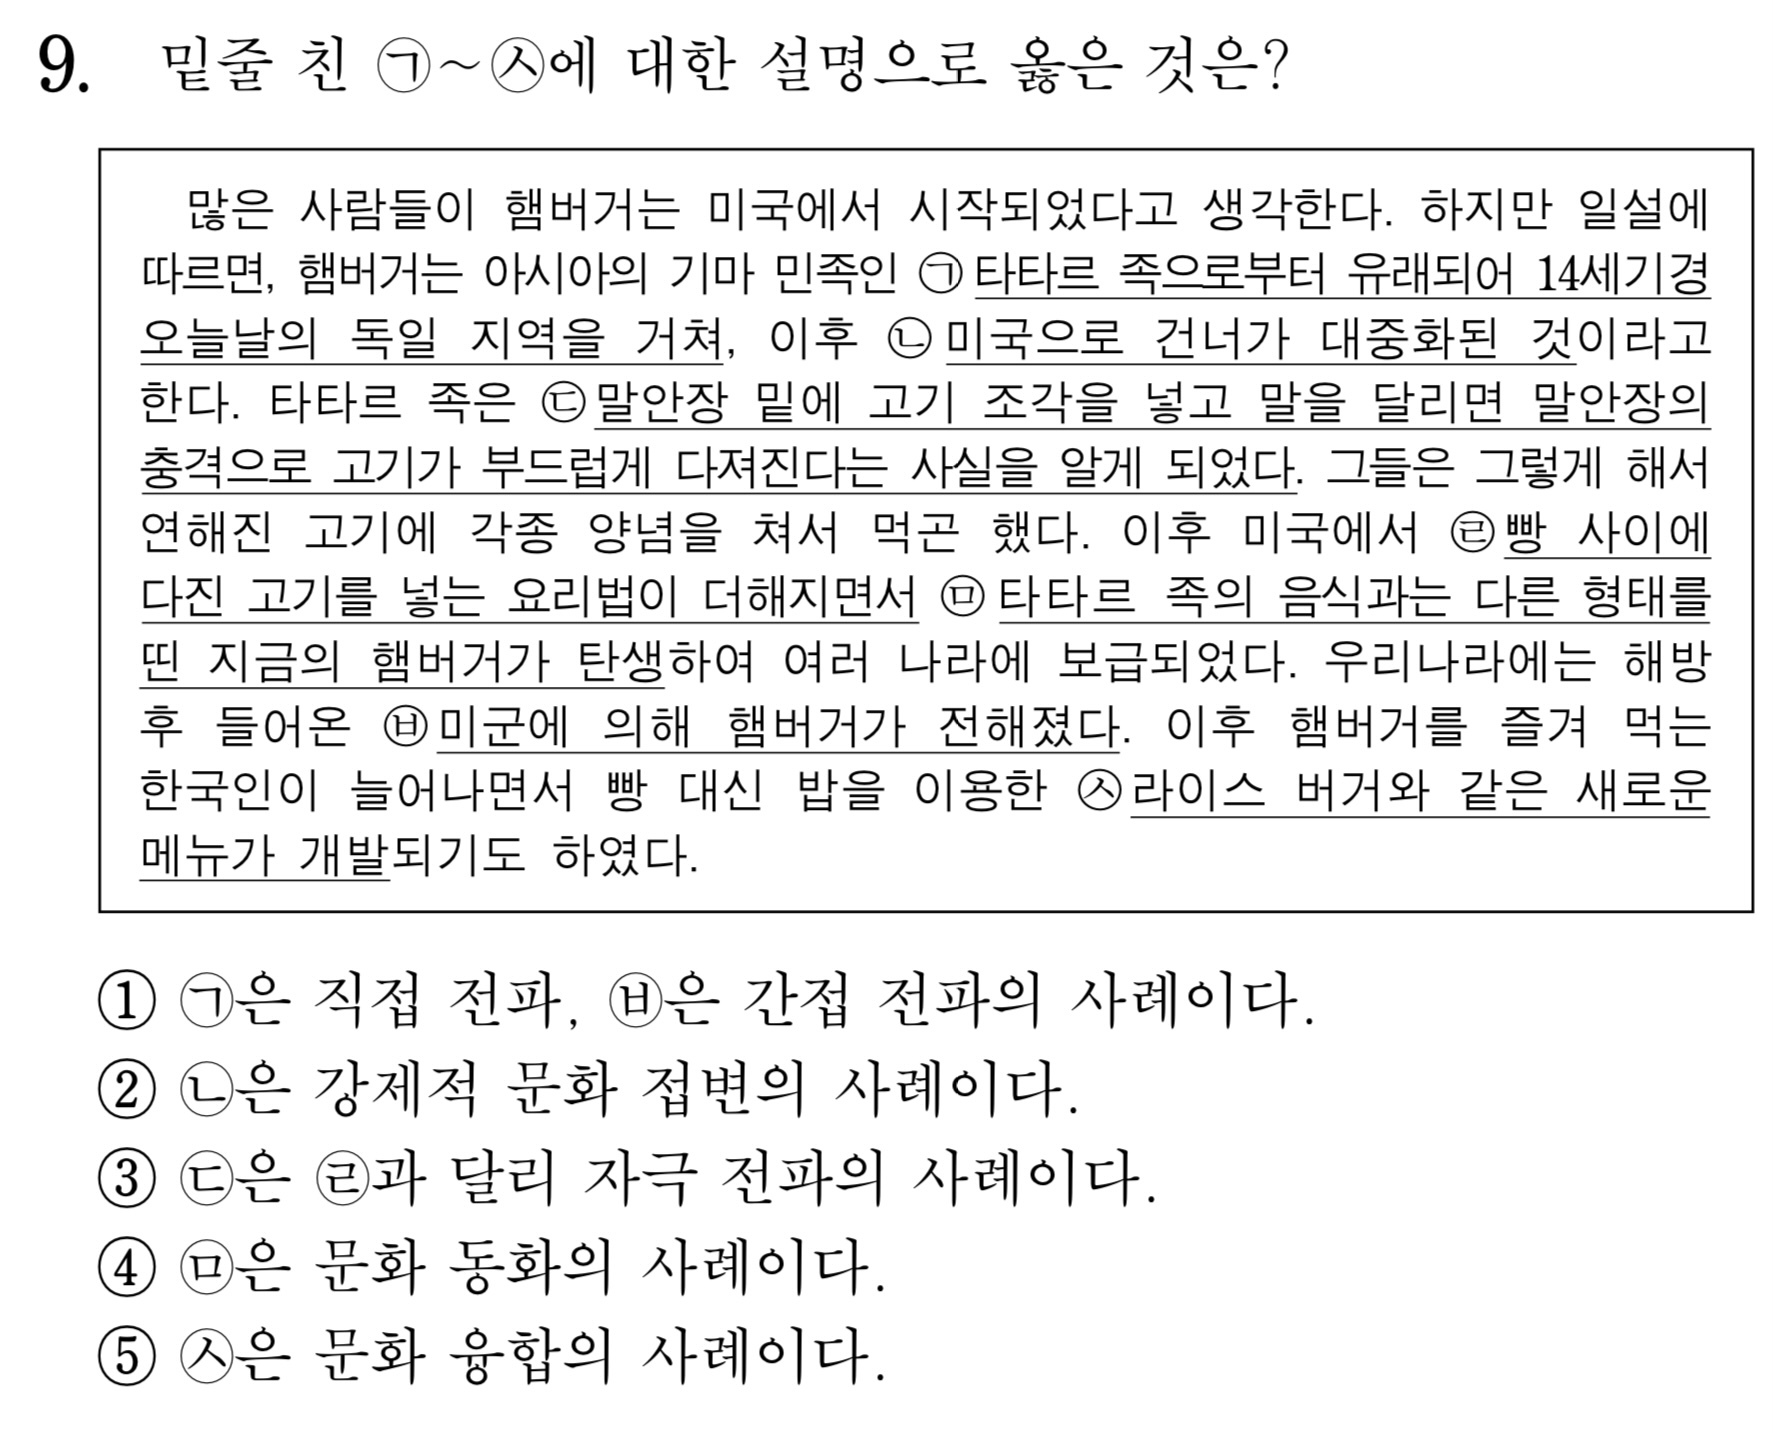 9. 밑줄 친 ㉠~㉦에 대한 설명으로 옳은 것은?
많은 사람들이 햄버거는 미국에서 시작되었다고 생각한다. 하지만 일설에
따르면, 햄버거는 아시아의 기마 민족인 ㉠타타르 족으로부터 유래되어 14세기경
오늘날의 독일 지역을 거쳐, 이후 ㉡미국으로 건너가 대중화된 것이라고
한다. 타타르 족은 ㉢말안장 밑에 고기 조각을 넣고 말을 달리면 말안장의
충격으로 고기가 부드럽게 다져진다는 사실을 알게 되었다. 그들은 그렇게 해서
연해진 고기에 각종 양념을 쳐서 먹곤 했다. 이후 미국에서 ㉣빵 사이에
다진 고기를 넣는 요리법이 더해지면서 ㉤타타르 족의 음식과는 다른 형태를
띤 지금의 햄버거가 탄생하여 여러 나라에 보급되었다. 우리나라에는 해방
후 들어온 ㉥미군에 의해 햄버거가 전해졌다. 이후 햄버거를 즐겨 먹는
한국인이 늘어나면서 빵 대신 밥을 이용한 ㉦라이스 버거와 같은 새로운
메뉴가 개발되기도 하였다.
① ㉠은 직접 전파, ㉥은 간접 전파의 사례이다.
② ㉡은 강제적 문화 접변의 사례이다.
③ ㉢은 ㉣과 달리 자극 전파의 사례이다.
④ ㉤은 문화 동화의 사례이다.
⑤ ㉦은 문화 융합의 사례이다.